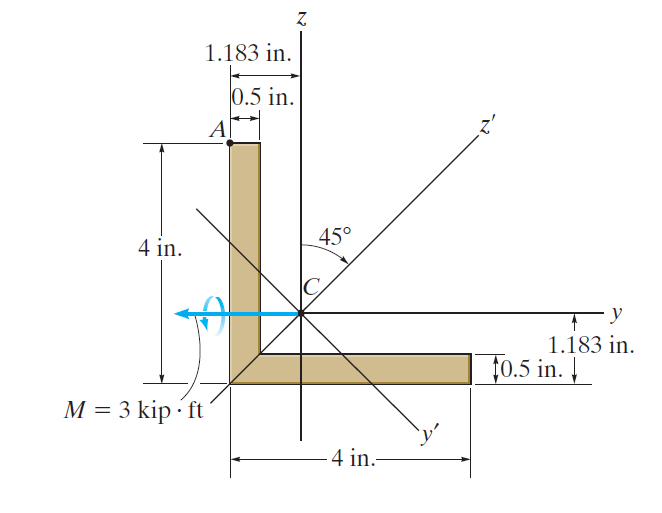 z
1.183 in.
0.5 in.
A
z′
45°
4 in.
C
y
1.183 in.
0.5 in.
M = 3 kip · ft
y′
4 in.